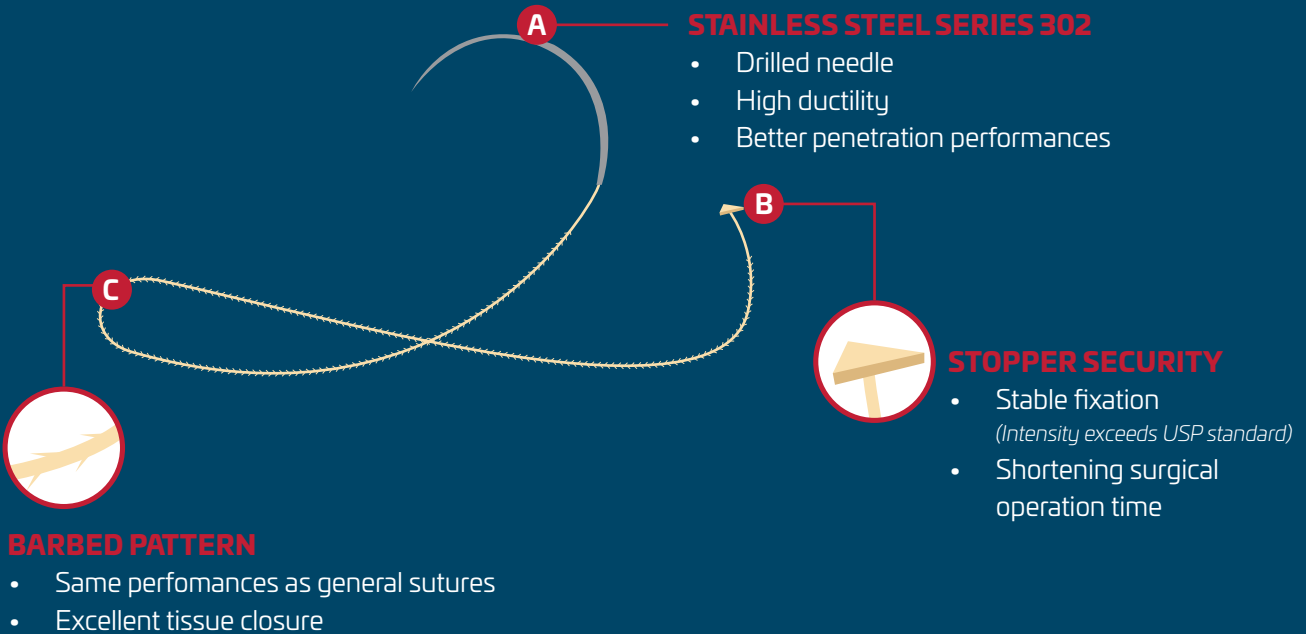 A
STAINLESS STEEL SERIES 302
• Drilled needle
• High ductility
• Better penetration performances
B
C
STOPPER SECURITY
• Stable fixation
(Intensity exceeds USP standard)
• Shortening surgical
operation time
BARBED PATTERN
• Same perfomances as general sutures
• Excellent tissue closure